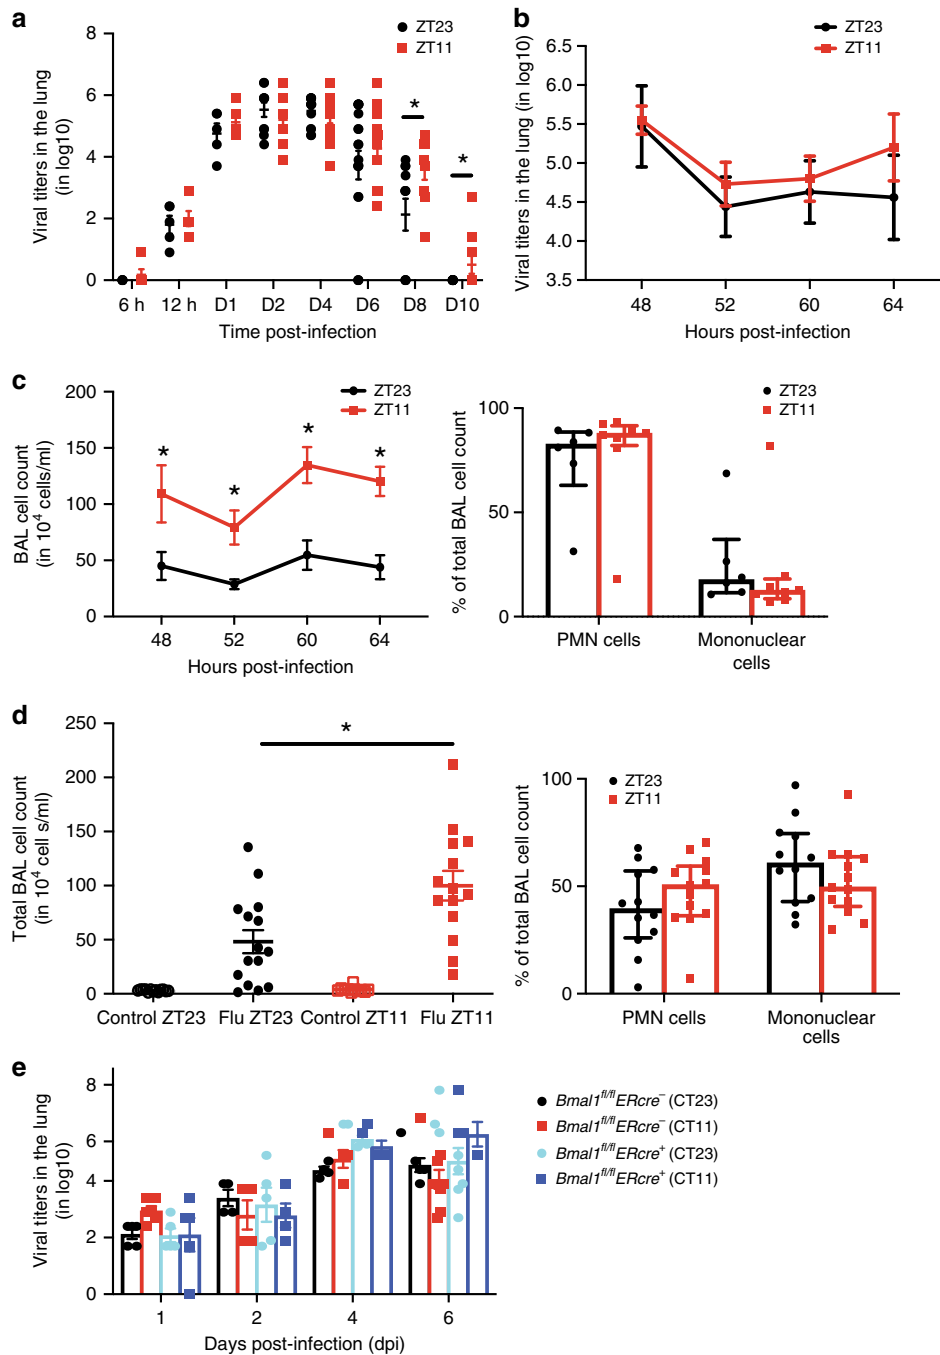 a
ZT23
ZT11
*
*
8
6
4
2
0
Viral titers in the lung
(in log10)
6 h 12 h D1 D2 D4 D6 D8 D10
Time post-infection
b
ZT23
ZT11
6.5
6.0
5.5
5.0
4.5
4.0
3.5
Viral titers in the lung (in log10)
48 52 60 64
Hours post-infection
c
ZT23
ZT11
* * * *
200
150
100
50
0
BAL cell count
(in 10⁴ cells/ml)
48 52 60 64
Hours post-infection
ZT23
ZT11
100
50
0
% of total BAL cell count
PMN cells Mononuclear
cells
d
*
250
200
150
100
50
0
Total BAL cell count
(in 10⁴ cell s/ml)
Control ZT23 Flu ZT23 Control ZT11 Flu ZT11
ZT23
ZT11
100
50
0
% of total BAL cell count
PMN cells Mononuclear
cells
e
8
6
4
2
0
Viral titers in the lung
(in log10)
1 2 4 6
Days post-infection (dpi)
Bmal1fl/flERcre⁻ (CT23)
Bmal1fl/flERcre⁻ (CT11)
Bmal1fl/flERcre⁺ (CT23)
Bmal1fl/flERcre⁺ (CT11)